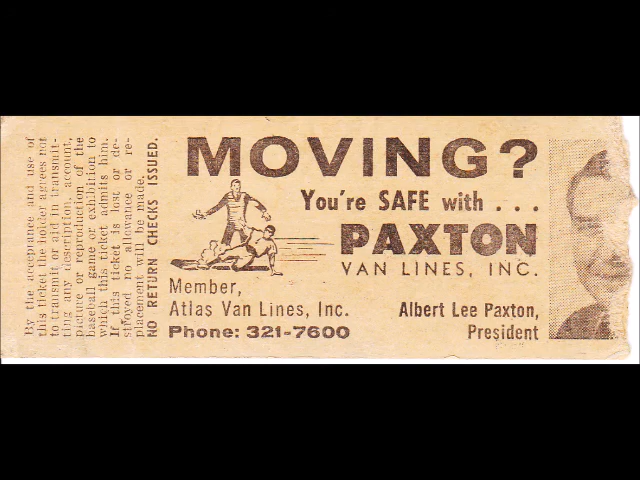 By the acceptance and use of
this ticket holder agrees not
to transmit or aid in transmit-
ting any description, account,
picture or reproduction of the
baseball game or exhibition to
which this ticket admits him.
If this ticket is lost or de-
stroyed no allowance or re-
placement will be made.
NO RETURN CHECKS ISSUED.
MOVING?
You're SAFE with . . .
PAXTON
VAN LINES, INC.
Member,
Atlas Van Lines, Inc.
Phone: 321-7600
Albert Lee Paxton,
President